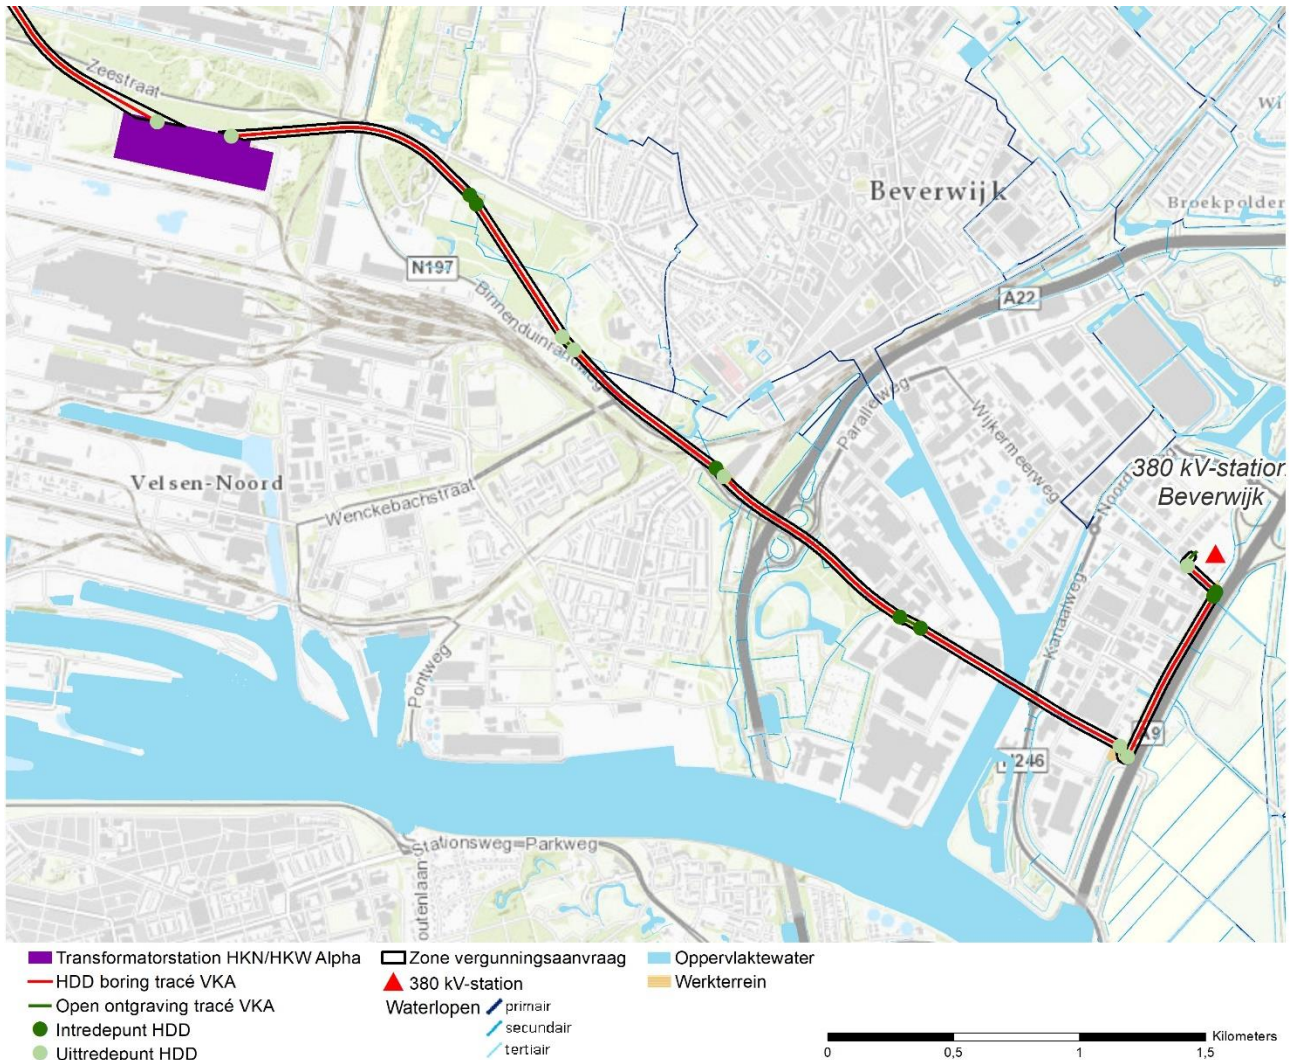 Zeestraat
Beverwijk
Wi
Broekpolder
N197
A22
Binnenduinrandweg
Parallelweg
Wijkermeerweg
380 kV-station
Beverwijk
Noord
Velsen-Noord
Wenckebachstraat
Kanaalweg
Pontweg
A9
N246
Stationsweg Parkweg
outenlaan
Transformatorstation HKN/HKW Alpha
HDD boring tracé VKA
Open ontgraving tracé VKA
Intredepunt HDD
Uittredepunt HDD
Zone vergunningsaanvraag
380 kV-station
Waterlopen
primair
secundair
tertiair
Oppervlaktewater
Werkterrein
Kilometers
0 0,5 1 1,5